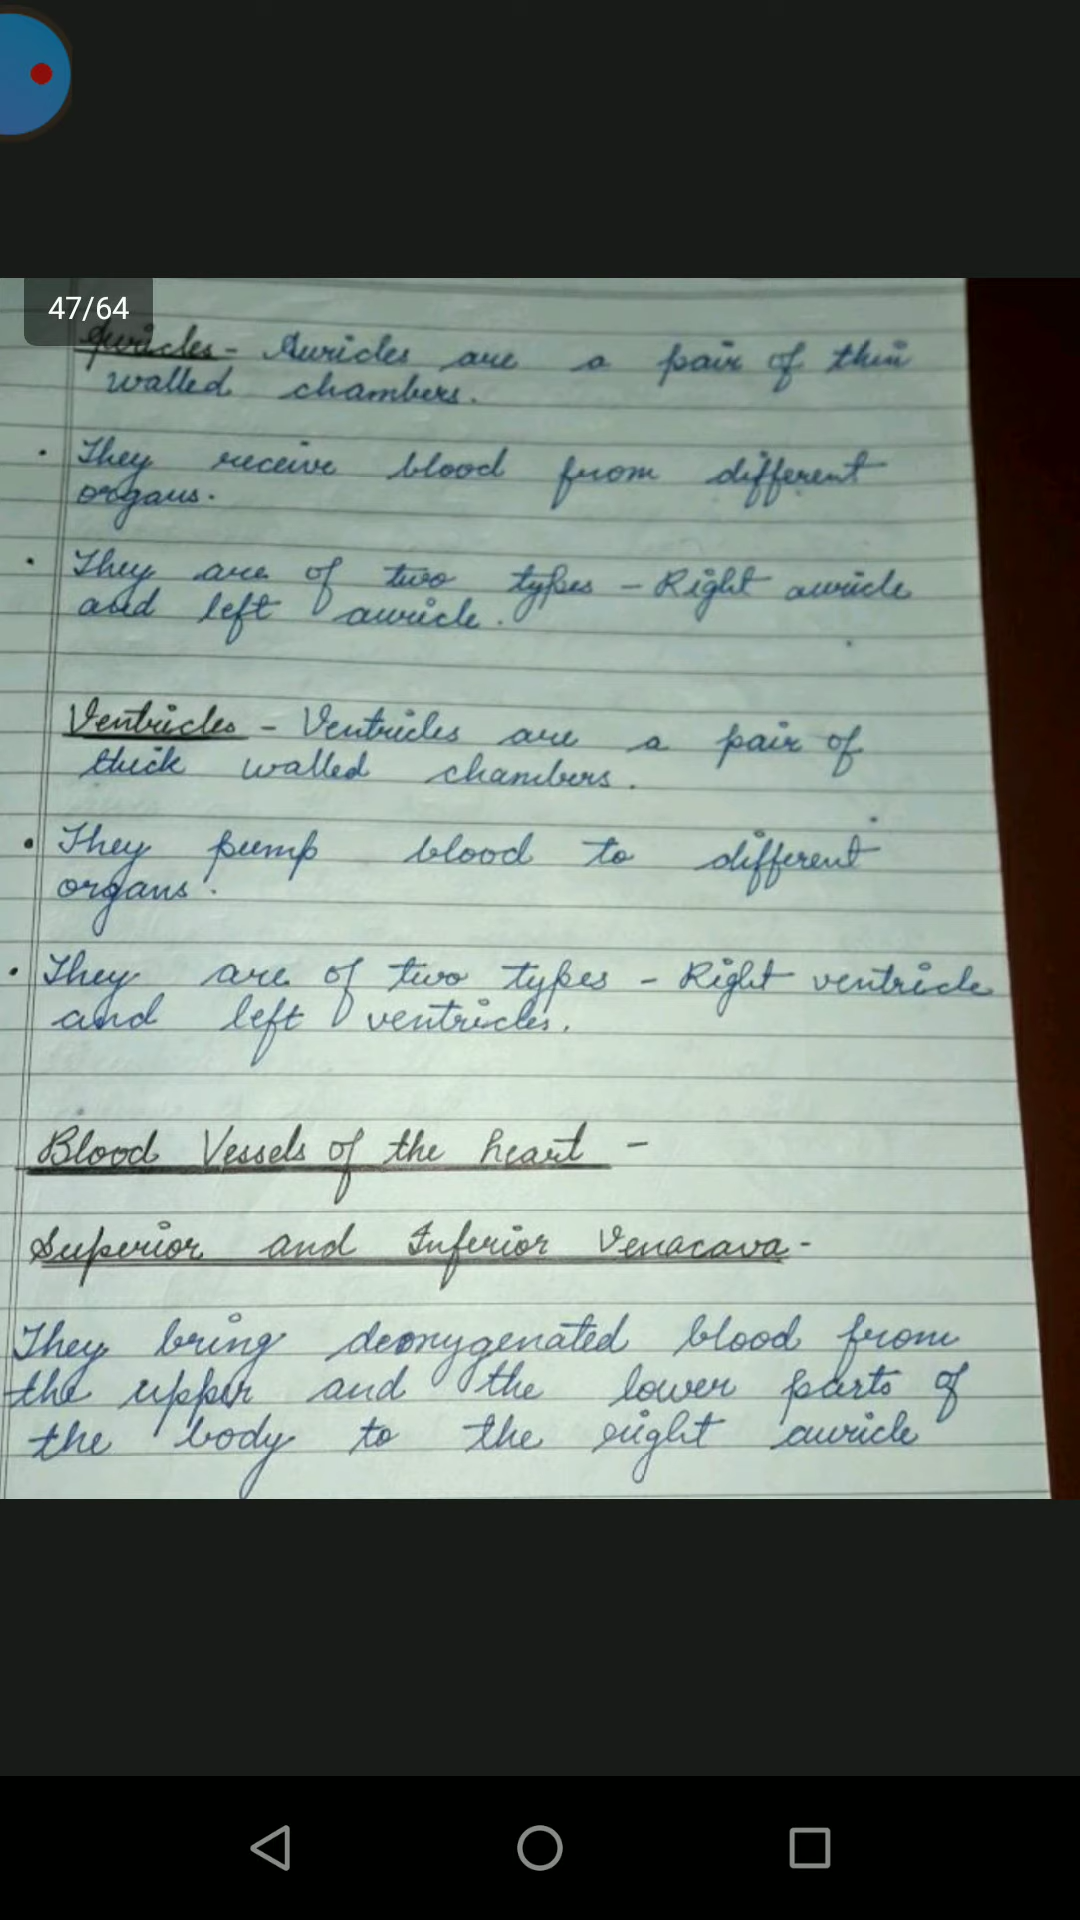 47/64
Auricles - Auricles are a pair of thin
walled chambers.
• They receive blood from different
organs.
• They are of two types - Right auricle
and left auricle.
Ventricles - Ventricles are a pair of
thick walled chambers.
• They pump blood to different
organs.
• They are of two types - Right ventricle
and left ventricles.
Blood Vessels of the heart -
Superior and Inferior Venacava -
They bring deoxygenated blood from
the upper and the lower parts of
the body to the right auricle